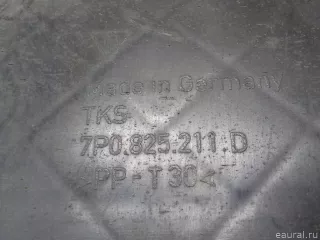 Made in Germany
TKS
7P0.825.211.D
>PP-T30<
eaural.ru